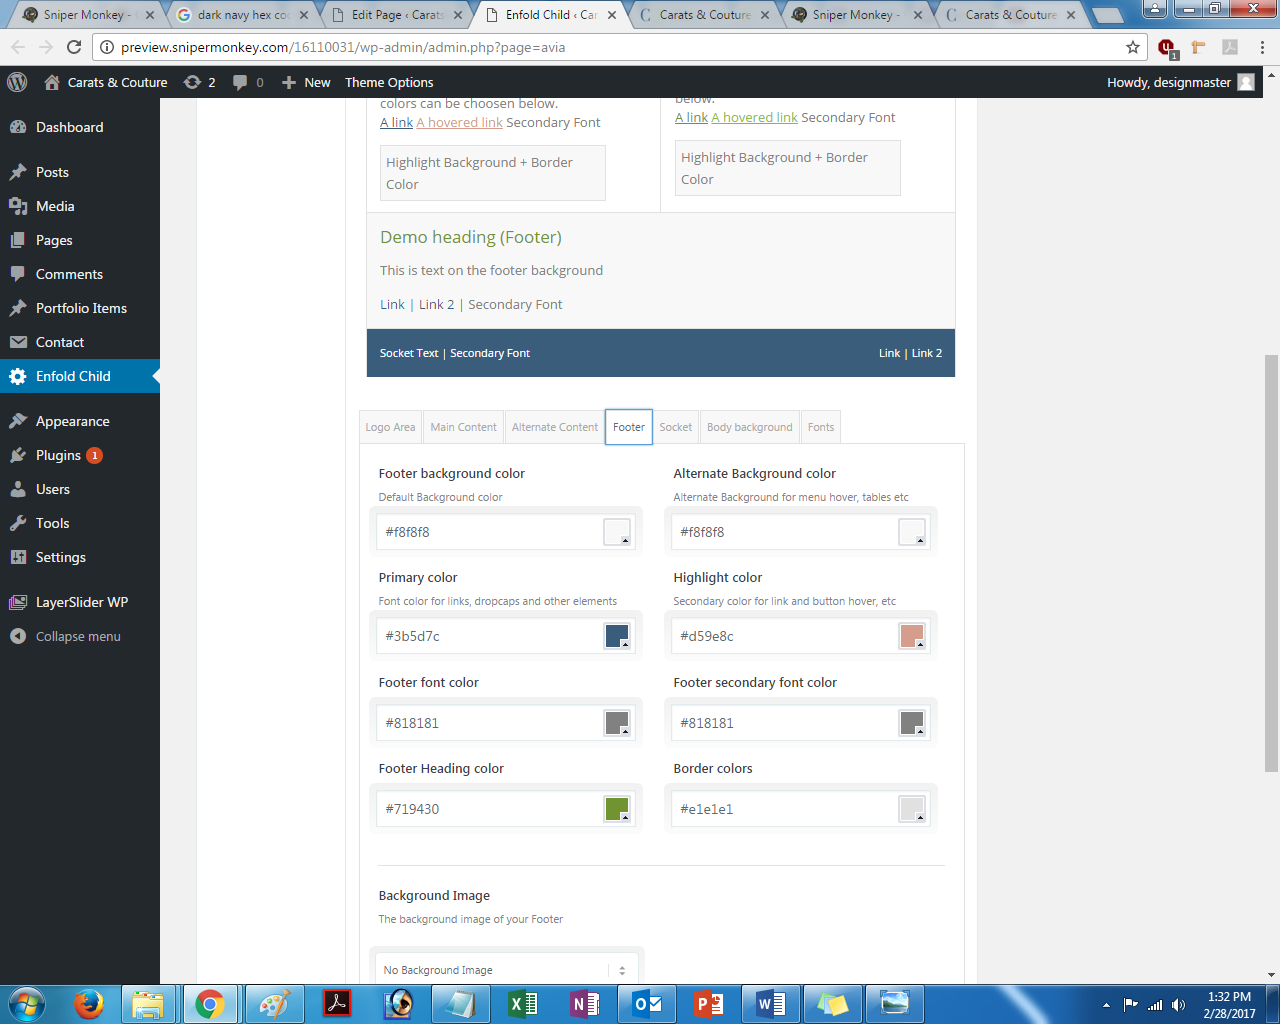 Sniper Monkey -
dark navy hex co
Edit Page ‹ Carats
Enfold Child ‹ Car
Carats & Couture
Sniper Monkey -
Carats & Couture
preview.snipermonkey.com/16110031/wp-admin/admin.php?page=avia
1
Carats & Couture
2
0
New
Theme Options
Howdy, designmaster
Dashboard
Posts
Media
Pages
Comments
Portfolio Items
Contact
Enfold Child
Appearance
Plugins 1
Users
Tools
Settings
LayerSlider WP
Collapse menu
colors can be choosen below.
A link A hovered link Secondary Font
Highlight Background + Border
Color
below.
A link A hovered link Secondary Font
Highlight Background + Border
Color
Demo heading (Footer)
This is text on the footer background
Link | Link 2 | Secondary Font
Socket Text | Secondary Font
Link | Link 2
Logo Area
Main Content
Alternate Content
Footer
Socket
Body background
Fonts
Footer background color
Default Background color
#f8f8f8
Alternate Background color
Alternate Background for menu hover, tables etc
#f8f8f8
Primary color
Font color for links, dropcaps and other elements
#3b5d7c
Highlight color
Secondary color for link and button hover, etc
#d59e8c
Footer font color
#818181
Footer secondary font color
#818181
Footer Heading color
#719430
Border colors
#e1e1e1
Background Image
The background image of your Footer
No Background Image
1:32 PM
2/28/2017